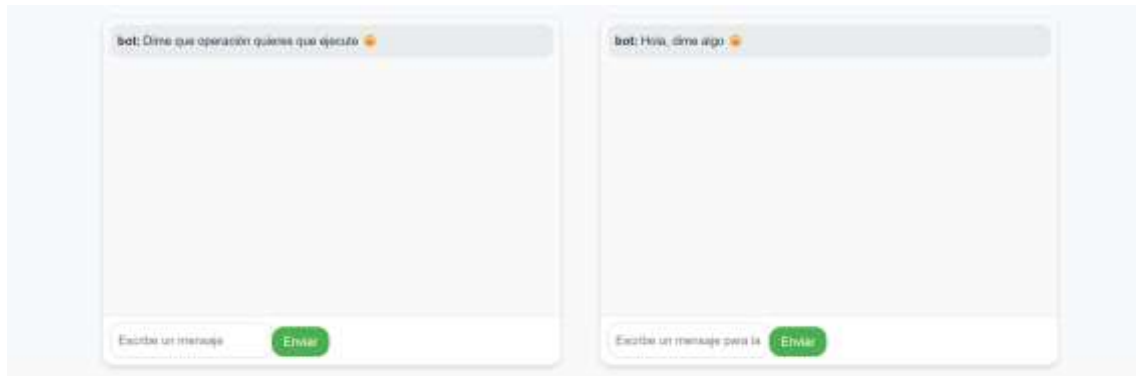 bot: Dime que operación quieres que ejecute 😀
bot: Hola, dime algo 😀
Escribe un mensaje
Enviar
Escribe un mensaje para la
Enviar